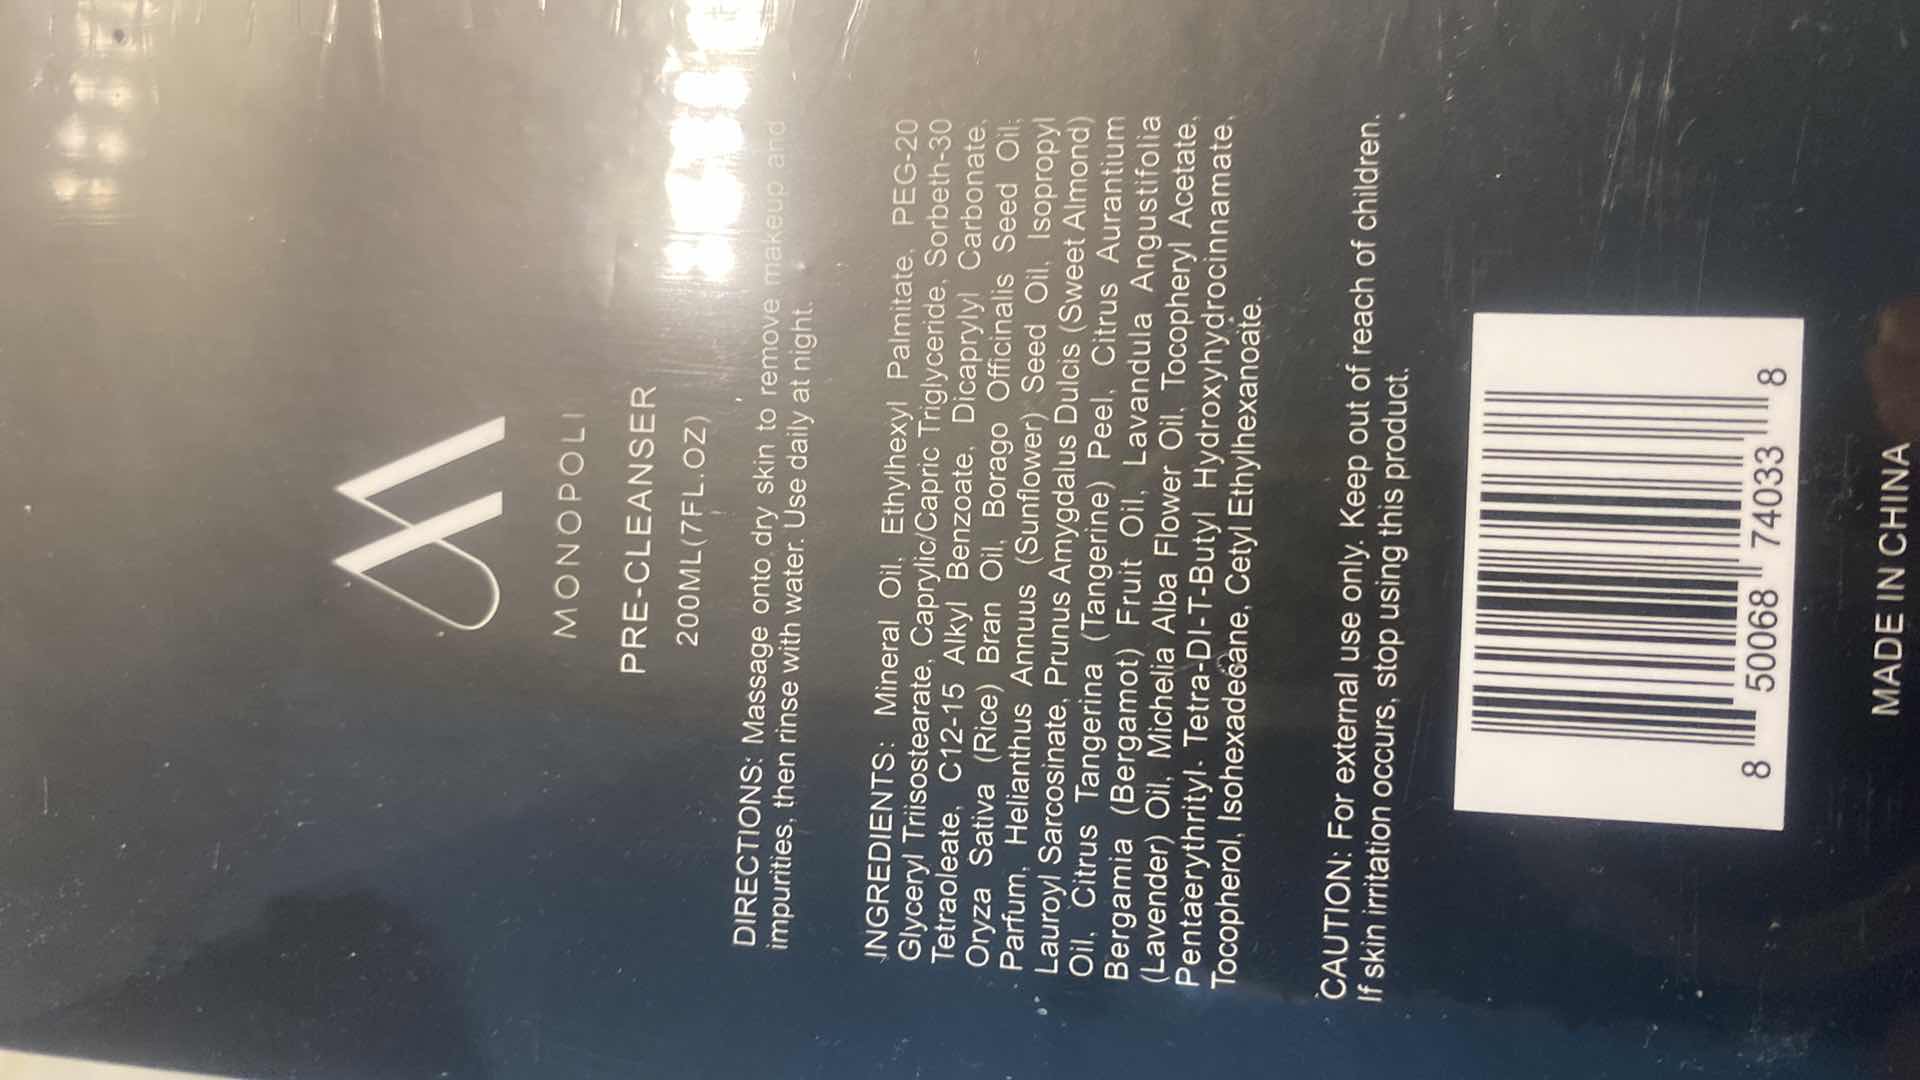 MONOPOLI
PRE-CLEANSER
200ML(7FL.OZ)
DIRECTIONS: Massage onto dry skin to remove makeup and
impurities, then rinse with water. Use daily at night.
INGREDIENTS: Mineral Oil, Ethylhexyl Palmitate, PEG-20
Glyceryl Triisostearate, Caprylic/Capric Triglyceride, Sorbeth-30
Tetraoleate, C12-15 Alkyl Benzoate, Dicaprylyl Carbonate,
Oryza Sativa (Rice) Bran Oil, Borago Officinalis Seed Oil,
Parfum, Helianthus Annuus (Sunflower) Seed Oil, Isopropyl
Lauroyl Sarcosinate, Prunus Amygdalus Dulcis (Sweet Almond)
Oil, Citrus Tangerina (Tangerine) Peel, Citrus Aurantium
Bergamia (Bergamot) Fruit Oil, Lavandula Angustifolia
(Lavender) Oil, Michelia Alba Flower Oil, Tocopheryl Acetate,
Pentaerythrityl. Tetra-DI-T-Butyl Hydroxyhydrocinnamate,
Tocopherol, Isohexadecane, Cetyl Ethylhexanoate.
CAUTION: For external use only. Keep out of reach of children.
If skin irritation occurs, stop using this product.
8 50068 74033 8
MADE IN CHINA